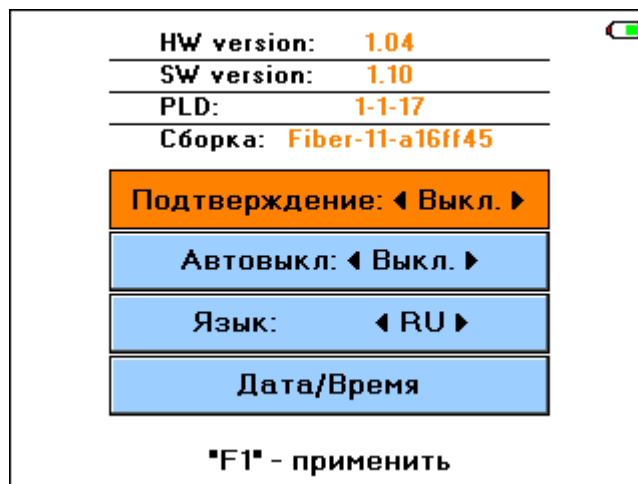 HW version: 1.04
SW version: 1.10
PLD: 1-1-17
Сборка: Fiber-11-a16ff45
Подтверждение: Выкл.
Автовыкл: Выкл.
Язык: RU
Дата/Время
"F1" - применить